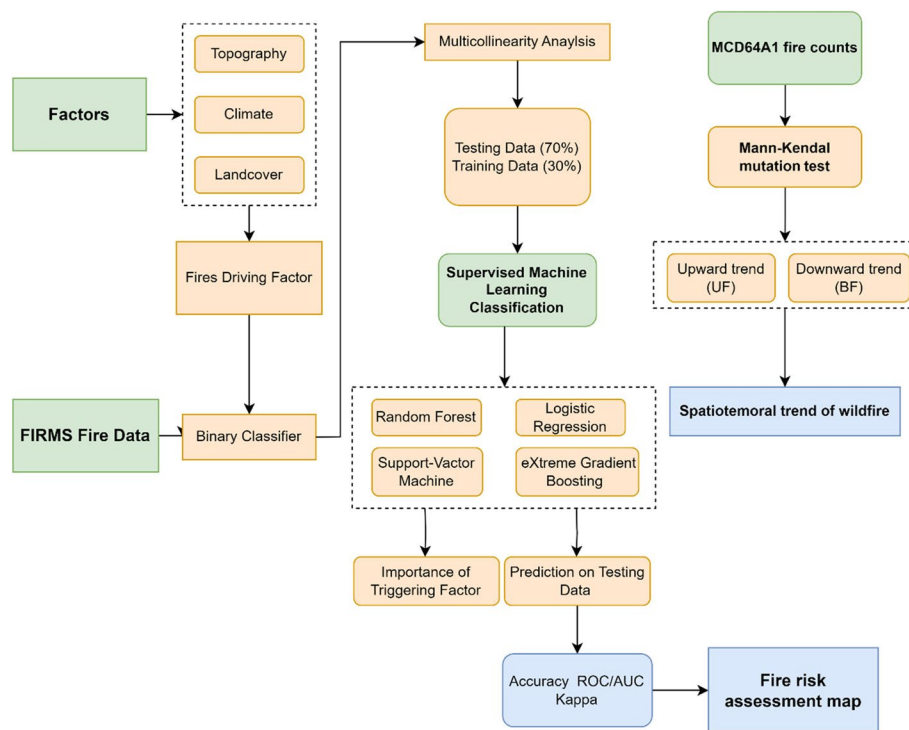 Factors
Topography
Climate
Landcover
Fires Driving Factor
FIRMS Fire Data
Binary Classifier
Multicollinearity Anaylsis
Testing Data (70%)
Training Data (30%)
Supervised Machine
Learning
Classification
Random Forest
Logistic
Regression
Support-Vactor
Machine
eXtreme Gradient
Boosting
Importance of
Triggering Factor
Prediction on Testing
Data
Accuracy ROC/AUC
Kappa
Fire risk
assessment map
MCD64A1 fire counts
Mann-Kendal
mutation test
Upward trend
(UF)
Downward trend
(BF)
Spatiotemoral trend of wildfire